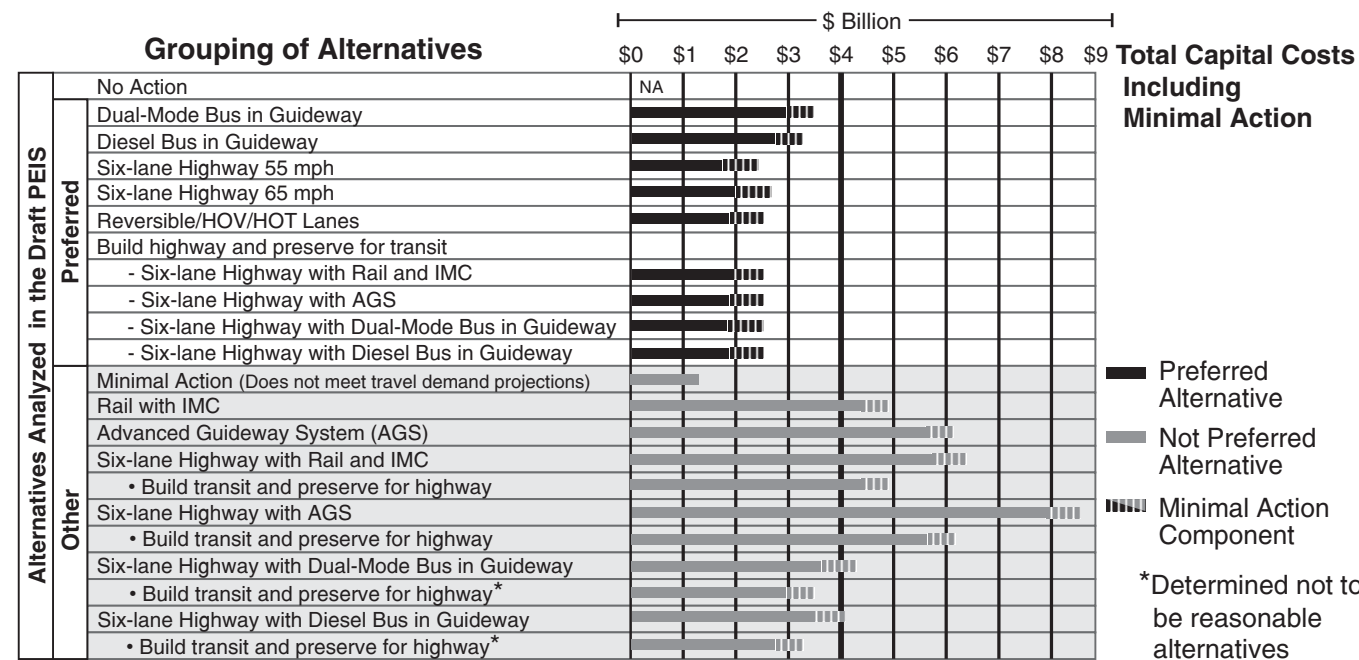 $ Billion
Grouping of Alternatives
$0 $1 $2 $3 $4 $5 $6 $7 $8 $9
Total Capital Costs
Including
Minimal Action
Alternatives Analyzed in the Draft PEIS
Preferred
Other
No Action
NA
Dual-Mode Bus in Guideway
Diesel Bus in Guideway
Six-lane Highway 55 mph
Six-lane Highway 65 mph
Reversible/HOV/HOT Lanes
Build highway and preserve for transit
- Six-lane Highway with Rail and IMC
- Six-lane Highway with AGS
- Six-lane Highway with Dual-Mode Bus in Guideway
- Six-lane Highway with Diesel Bus in Guideway
Minimal Action (Does not meet travel demand projections)
Rail with IMC
Advanced Guideway System (AGS)
Six-lane Highway with Rail and IMC
• Build transit and preserve for highway
Six-lane Highway with AGS
• Build transit and preserve for highway
Six-lane Highway with Dual-Mode Bus in Guideway
• Build transit and preserve for highway*
Six-lane Highway with Diesel Bus in Guideway
• Build transit and preserve for highway*
Preferred
Alternative
Not Preferred
Alternative
Minimal Action
Component
*Determined not to
be reasonable
alternatives